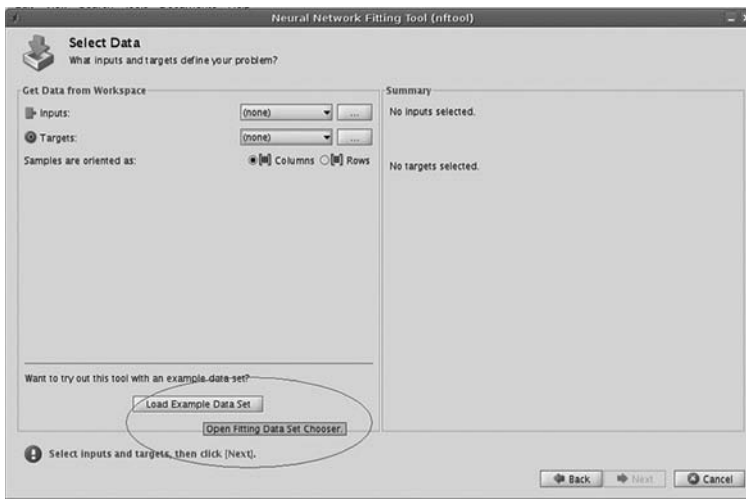 Neural Network Fitting Tool (nftool)
Select Data
What inputs and targets define your problem?
Get Data from Workspace
Inputs: (none) ...
Targets: (none) ...
Samples are oriented as: Columns Rows
Summary
No inputs selected.
No targets selected.
Want to try out this tool with an example data set?
Load Example Data Set
Open Fitting Data Set Chooser.
Select inputs and targets, then click [Next].
Back Next Cancel